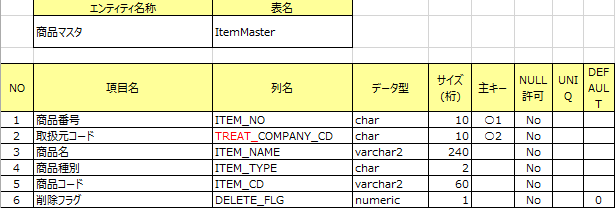 エンティティ名称 表名
商品マスタ ItemMaster
NO 項目名 列名 データ型 サイズ(桁) 主キー NULL許可 UNIQ DEFAULT
1 商品番号 ITEM_NO char 10 〇1 No
2 取扱元コード TREAT_COMPANY_CD char 10 〇2 No
3 商品名 ITEM_NAME varchar2 240 No
4 商品種別 ITEM_TYPE char 2 No
5 商品コード ITEM_CD varchar2 60 No
6 削除フラグ DELETE_FLG numeric 1 No 0